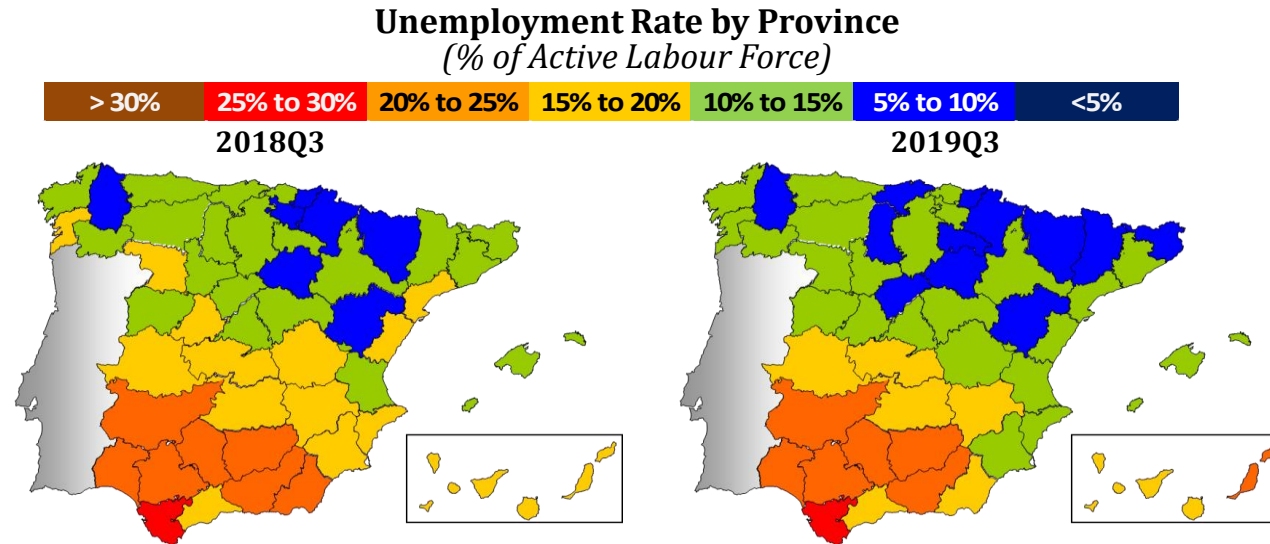 Unemployment Rate by Province
(% of Active Labour Force)
> 30% 25% to 30% 20% to 25% 15% to 20% 10% to 15% 5% to 10% <5%
2018Q3 2019Q3